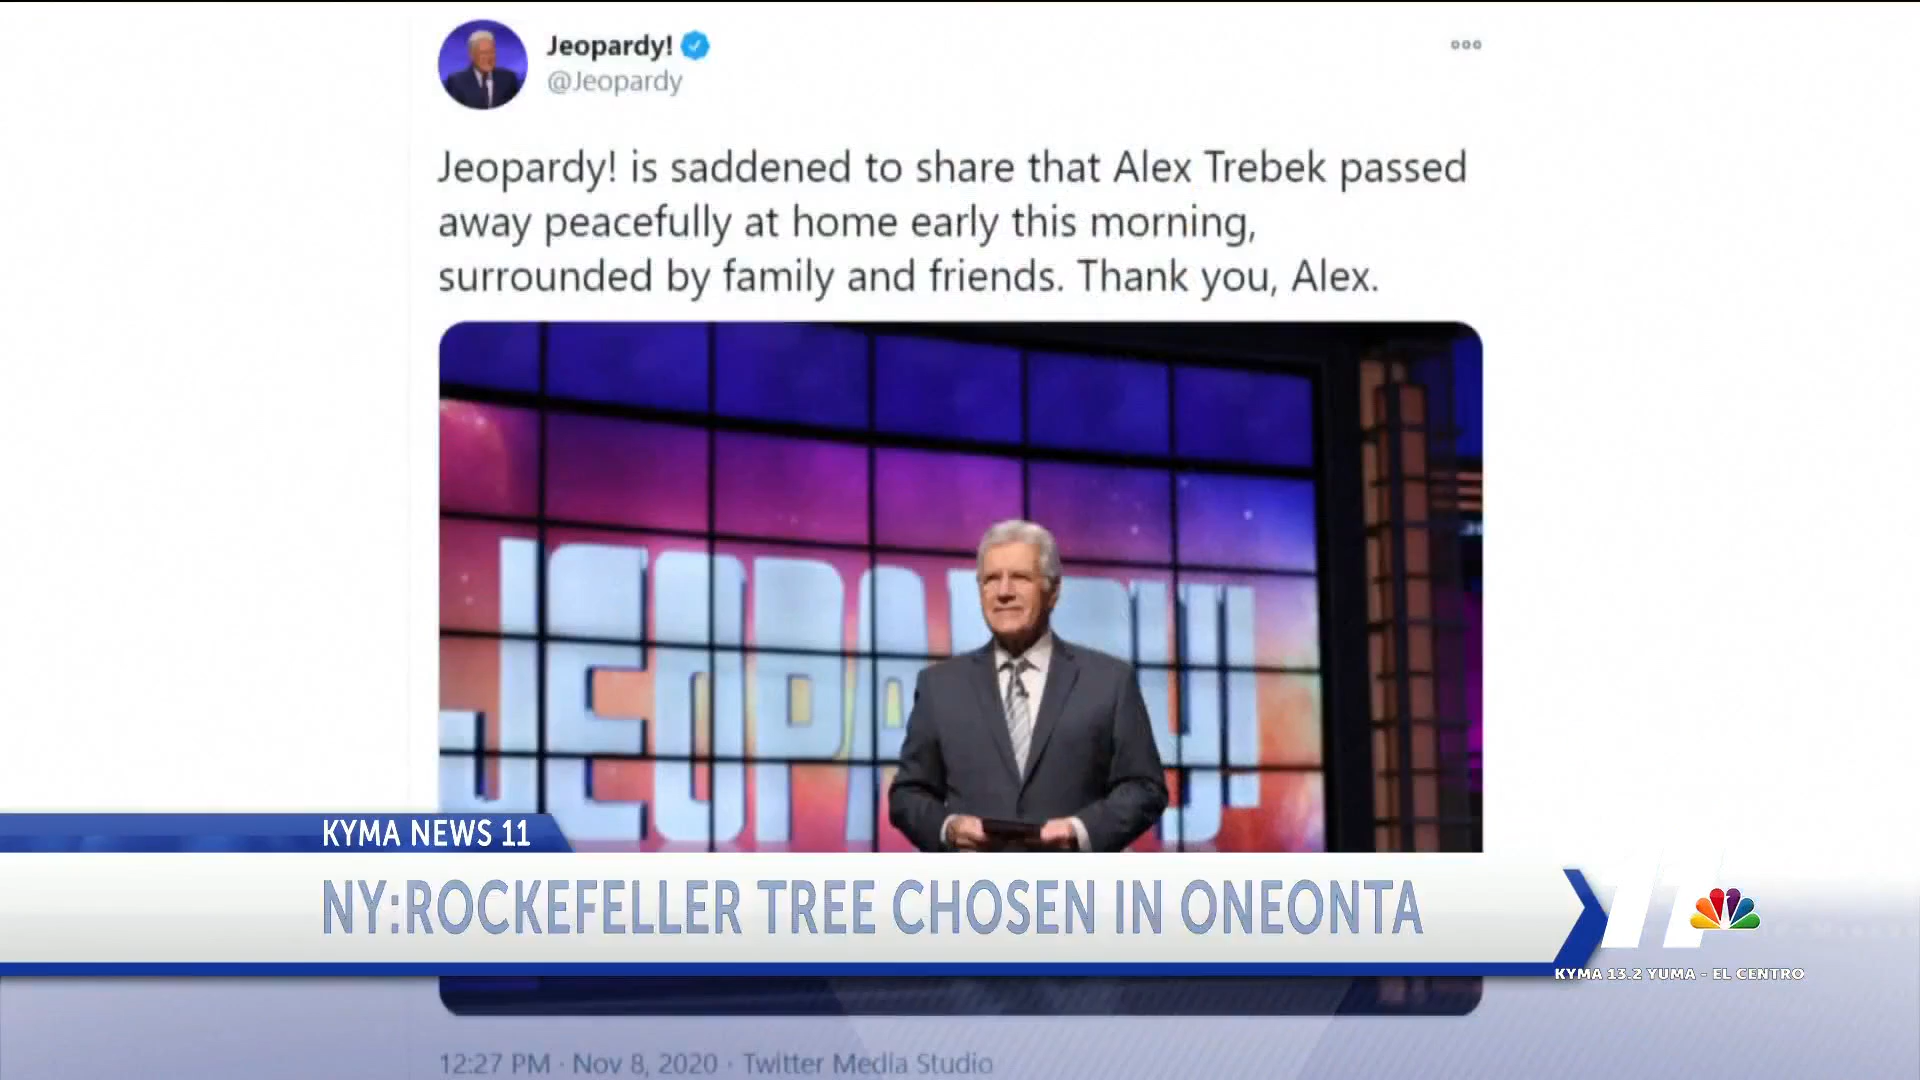 Jeopardy!
@Jeopardy
Jeopardy! is saddened to share that Alex Trebek passed
away peacefully at home early this morning,
surrounded by family and friends. Thank you, Alex.
JEOPARDY!
KYMA NEWS 11
NY:ROCKEFELLER TREE CHOSEN IN ONEONTA
11
KYMA 13.2 YUMA - EL CENTRO
12:27 PM · Nov 8, 2020 · Twitter Media Studio